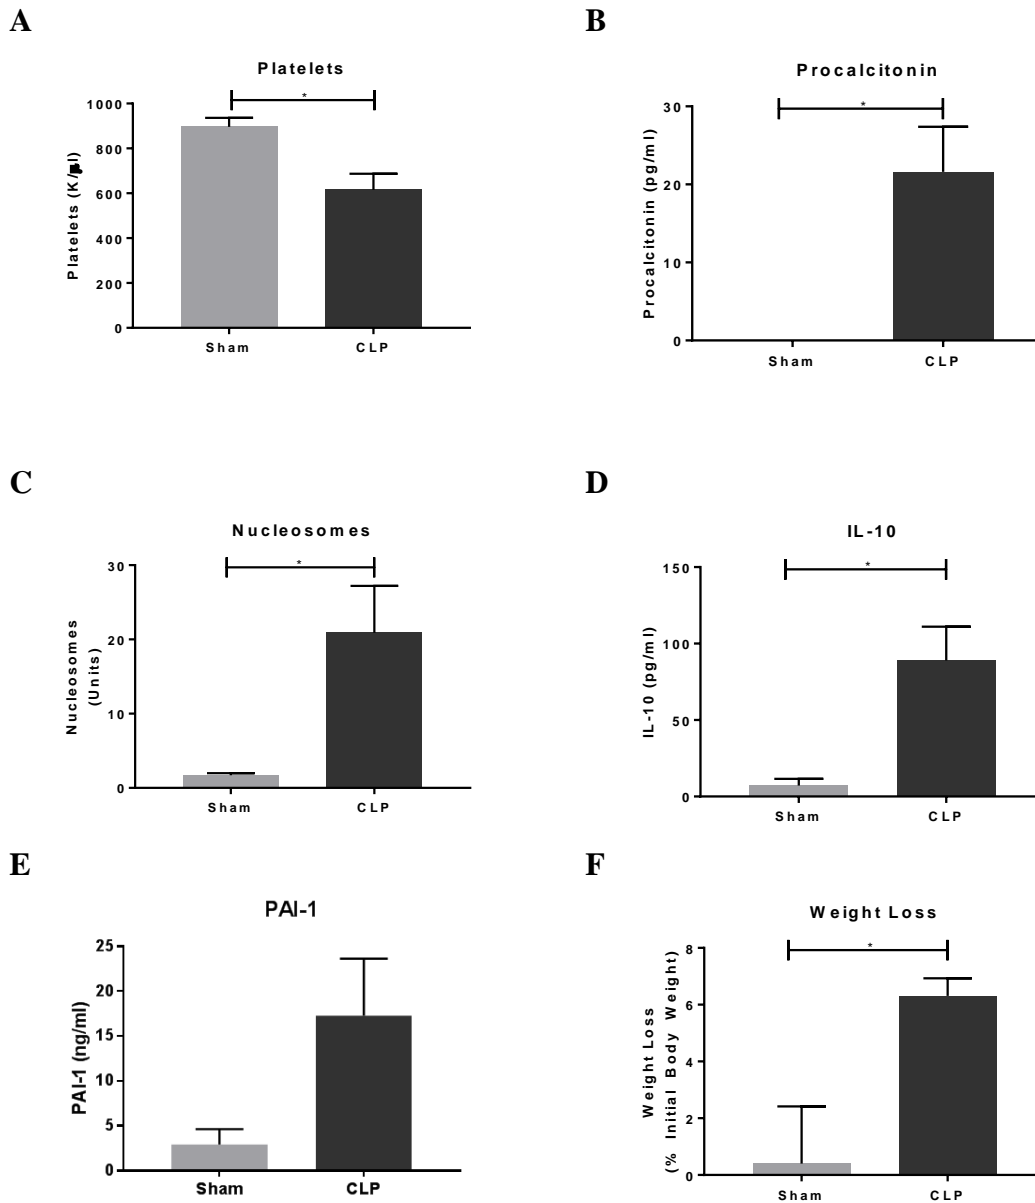 A
Platelets
*
Platelets (K/µl)
1000
800
600
400
200
0
Sham CLP
B
Procalcitonin
*
Procalcitonin (pg/ml)
30
20
10
0
Sham CLP
C
Nucleosomes
*
Nucleosomes
(Units)
30
20
10
0
Sham CLP
D
IL-10
*
IL-10 (pg/ml)
150
100
50
0
Sham CLP
E
PAI-1
PAI-1 (ng/ml)
25
20
15
10
5
0
Sham CLP
F
Weight Loss
*
Weight Loss
(% Initial Body Weight)
8
6
4
2
0
Sham CLP